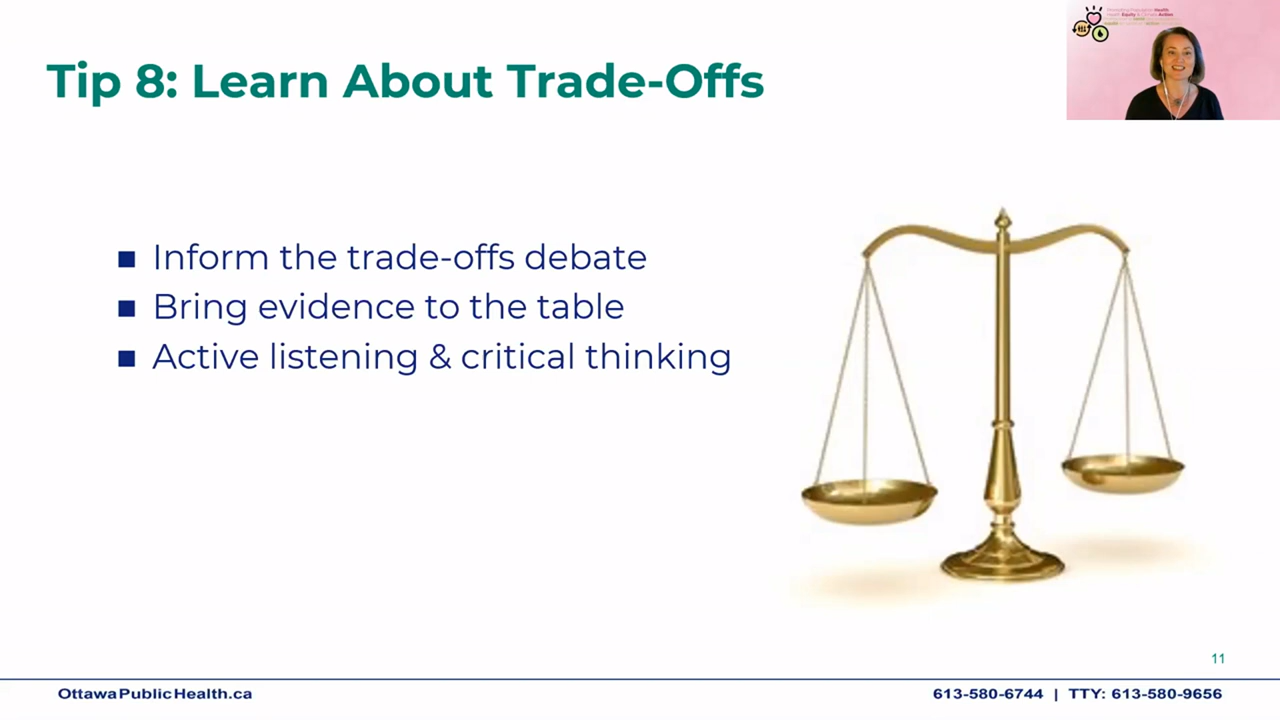 Tip 8: Learn About Trade-Offs
■ Inform the trade-offs debate
■ Bring evidence to the table
■ Active listening & critical thinking
11
OttawaPublicHealth.ca
613-580-6744 | TTY: 613-580-9656